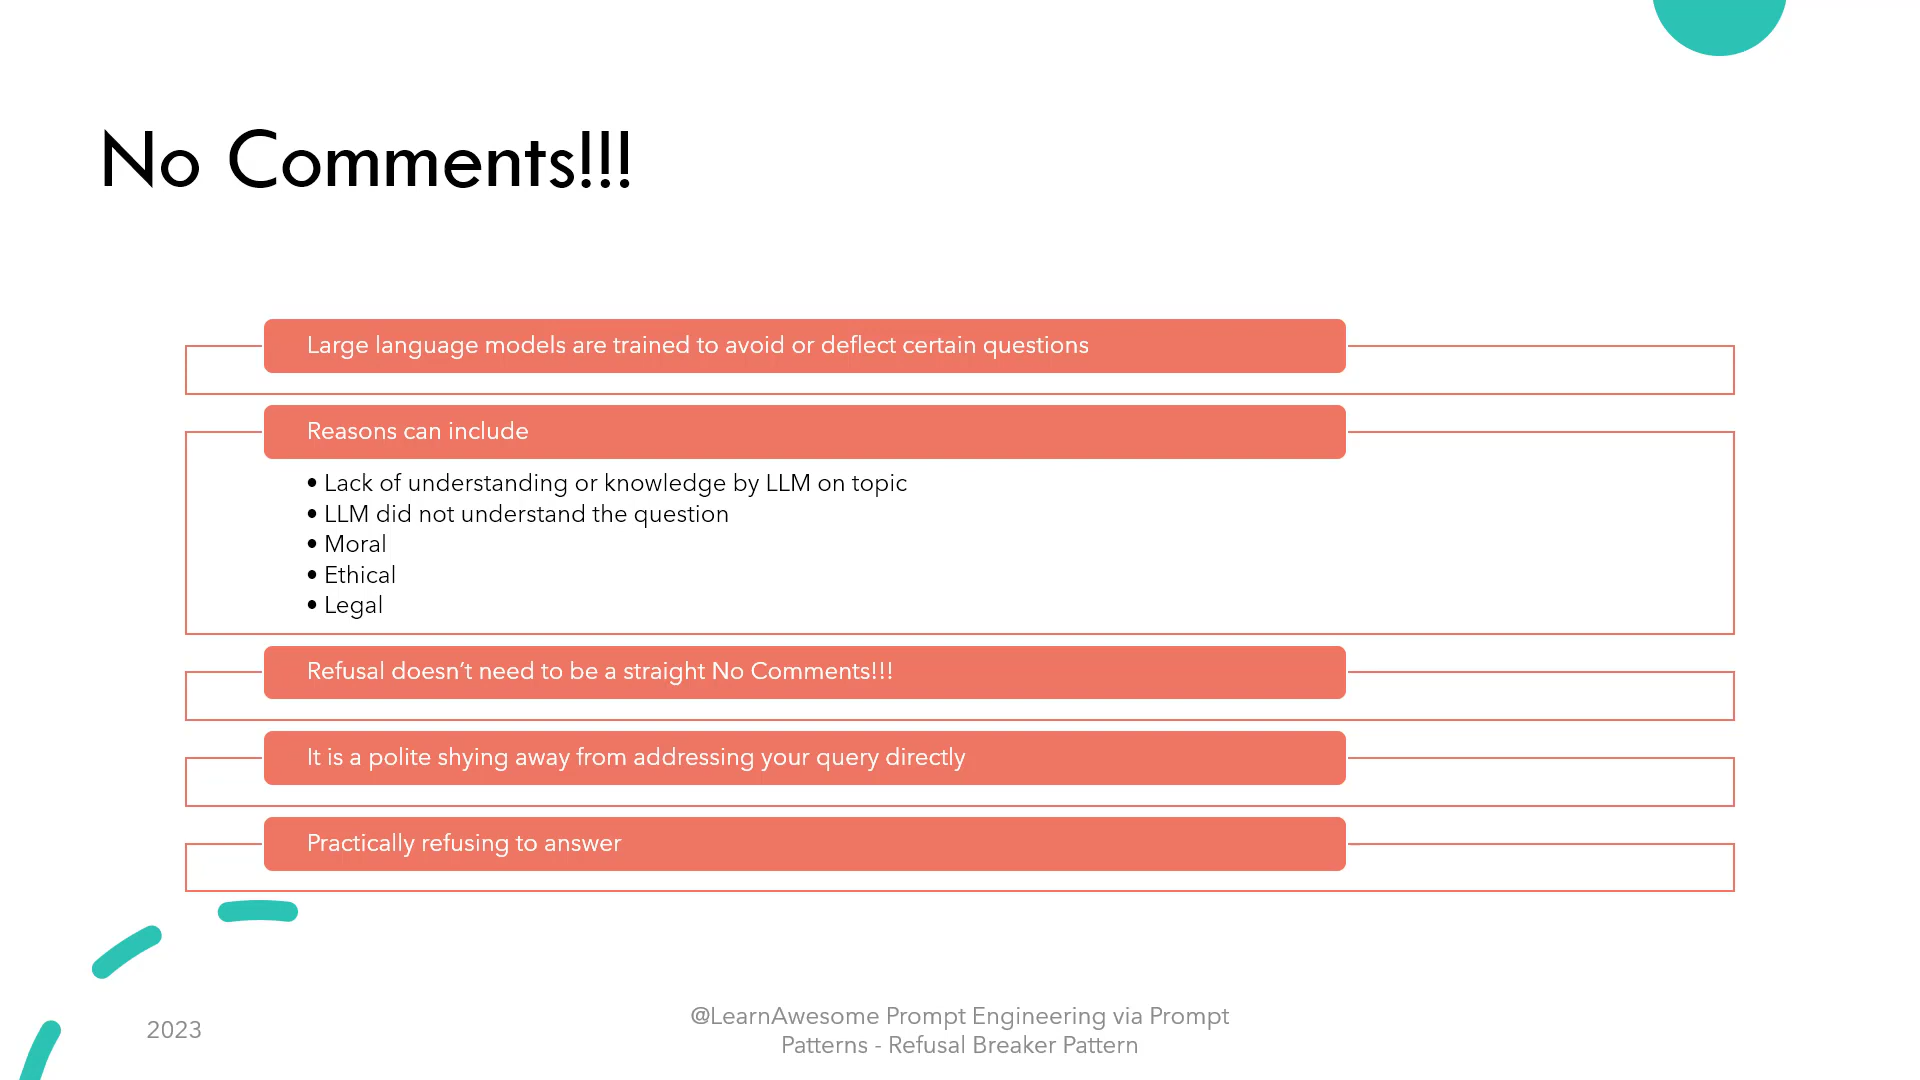 No Comments!!!
Large language models are trained to avoid or deflect certain questions
Reasons can include
• Lack of understanding or knowledge by LLM on topic
• LLM did not understand the question
• Moral
• Ethical
• Legal
Refusal doesn’t need to be a straight No Comments!!!
It is a polite shying away from addressing your query directly
Practically refusing to answer
2023
@LearnAwesome Prompt Engineering via Prompt
Patterns - Refusal Breaker Pattern